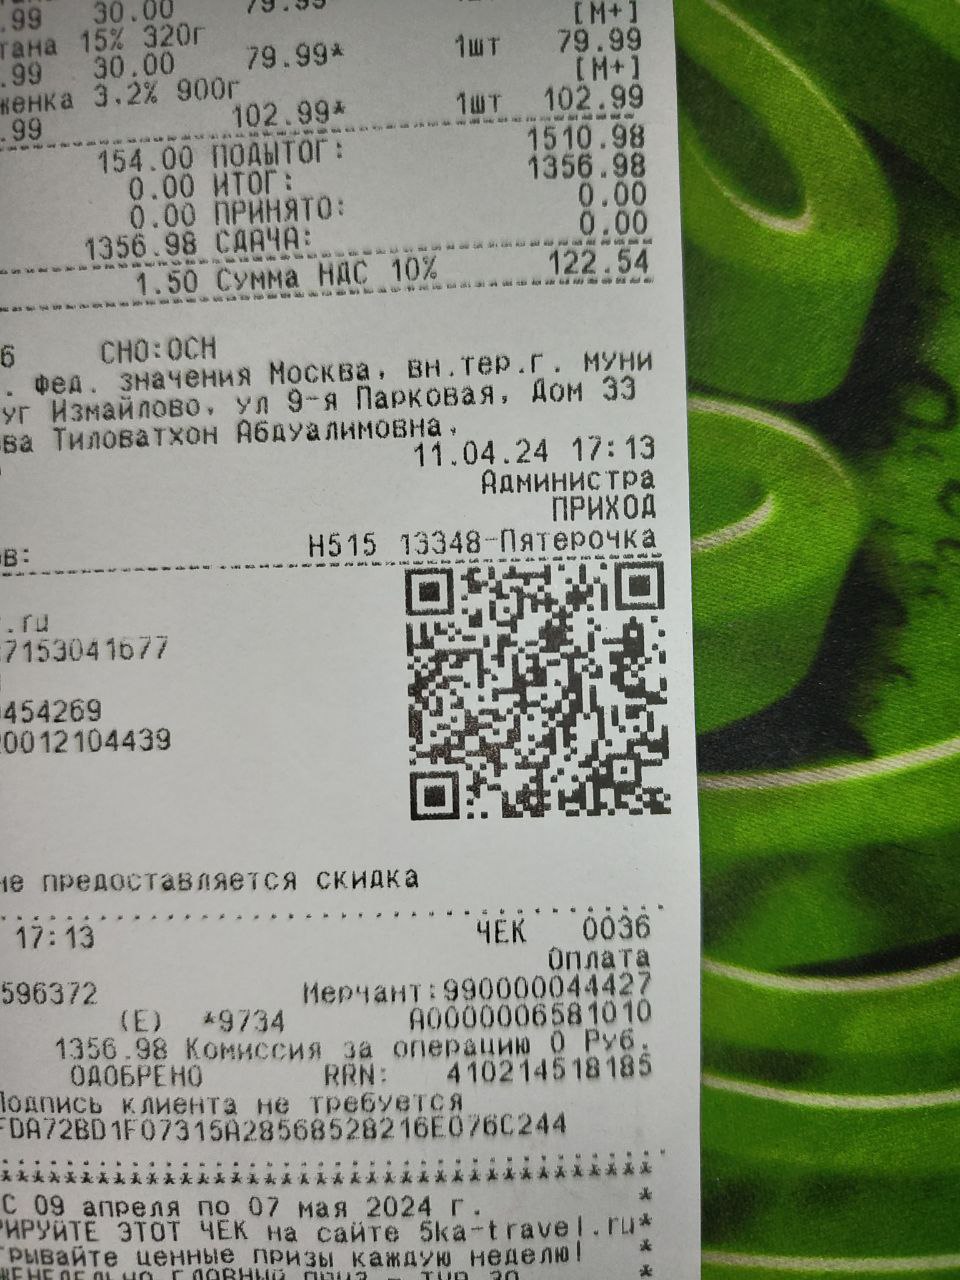 .99 30.00 79.99 [M+]
тана 15% 320г
.99 30.00 79.99* 1шт 79.99
[M+]
женка 3.2% 900г
.99 102.99* 1шт 102.99
154.00 ПОДЫТОГ: 1510.98
0.00 ИТОГ: 1356.98
0.00 ПРИНЯТО: 0.00
1356.98 СДАЧА: 0.00
1.50 Сумма НДС 10% 122.54
6 СНО:ОСН
. фед. значения Москва, вн.тер.г. муни
уг Измайлово, ул 9-я Парковая, Дом 33
ва Тиловатхон Абдуалимовна,
11.04.24 17:13
Администра
ПРИХОД
ов: Н515 13348-Пятерочка
.ru
7153041677
454269
0012104439
не предоставляется скидка
17:13 ЧЕК 0036
Оплата
596372 Мерчант:990000044427
(E) *9734 A0000006581010
1356.98 Комиссия за операцию 0 Руб.
ОДОБРЕНО RRN: 410214518185
Подпись клиента не требуется
FDA72BD1F07315A28568528216E076C244
*****************************************
С 09 апреля по 07 мая 2024 г. *
РИРУЙТЕ ЭТОТ ЧЕК на сайте 5ka-travel.ru*
грывайте ценные призы каждую неделю! *
ЖЕНЕДЕЛЬНО ГЛАВНЫЙ ПРИЗ - ТУР ЗО *